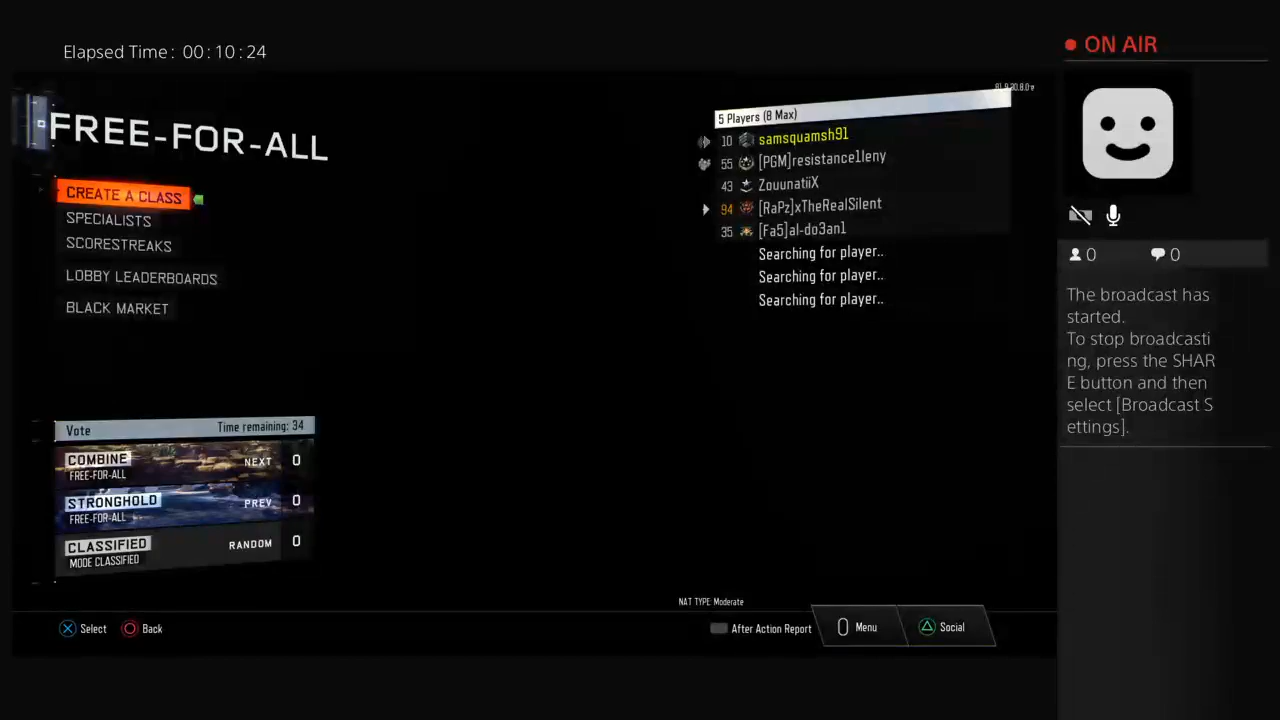 Elapsed Time: 00:10:24
ON AIR
FREE-FOR-ALL
CREATE A CLASS
SPECIALISTS
SCORESTREAKS
LOBBY LEADERBOARDS
BLACK MARKET
5 Players (8 Max)
10 samsquamsh91
55 [PGM]resistance1enny
43 ZouunatiiX
94 [RaPz]xTheRealSilent
35 [Fa5]al-do3an1
Searching for player..
Searching for player..
Searching for player..
0 0
The broadcast has
started.
To stop broadcasti
ng, press the SHAR
E button and then
select [Broadcast S
ettings].
Vote Time remaining: 34
COMBINE NEXT 0
FREE-FOR-ALL
STRONGHOLD PREV 0
FREE-FOR-ALL
CLASSIFIED RANDOM 0
MODE CLASSIFIED
NAT TYPE: Moderate
Select Back After Action Report Menu Social